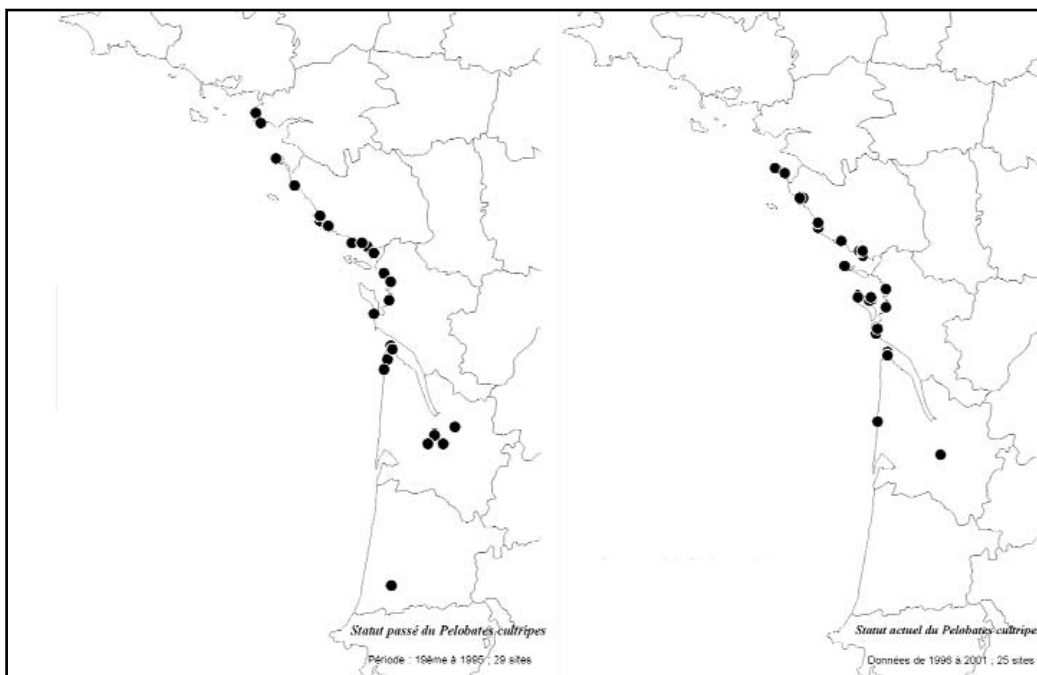 Statut passé du Pelobates cultripes
Période : 19ème à 1995 ; 29 sites
Statut actuel du Pelobates cultripes
Données de 1996 à 2001 ; 25 sites